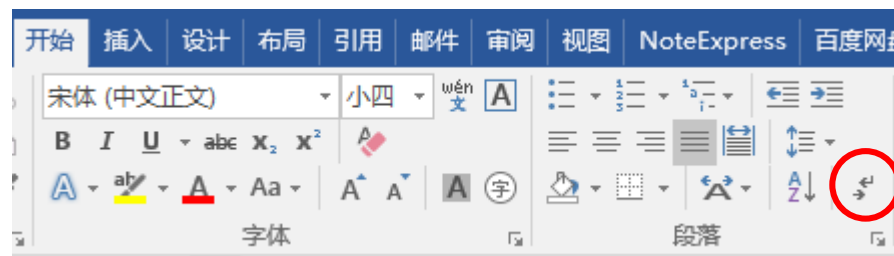 开始 插入 设计 布局 引用 邮件 审阅 视图 NoteExpress 百度网
宋体 (中文正文) 小四 wén 文 A
B I U abc X₂ X²
A aby A Aa A A A 字 A Z
字体 段落